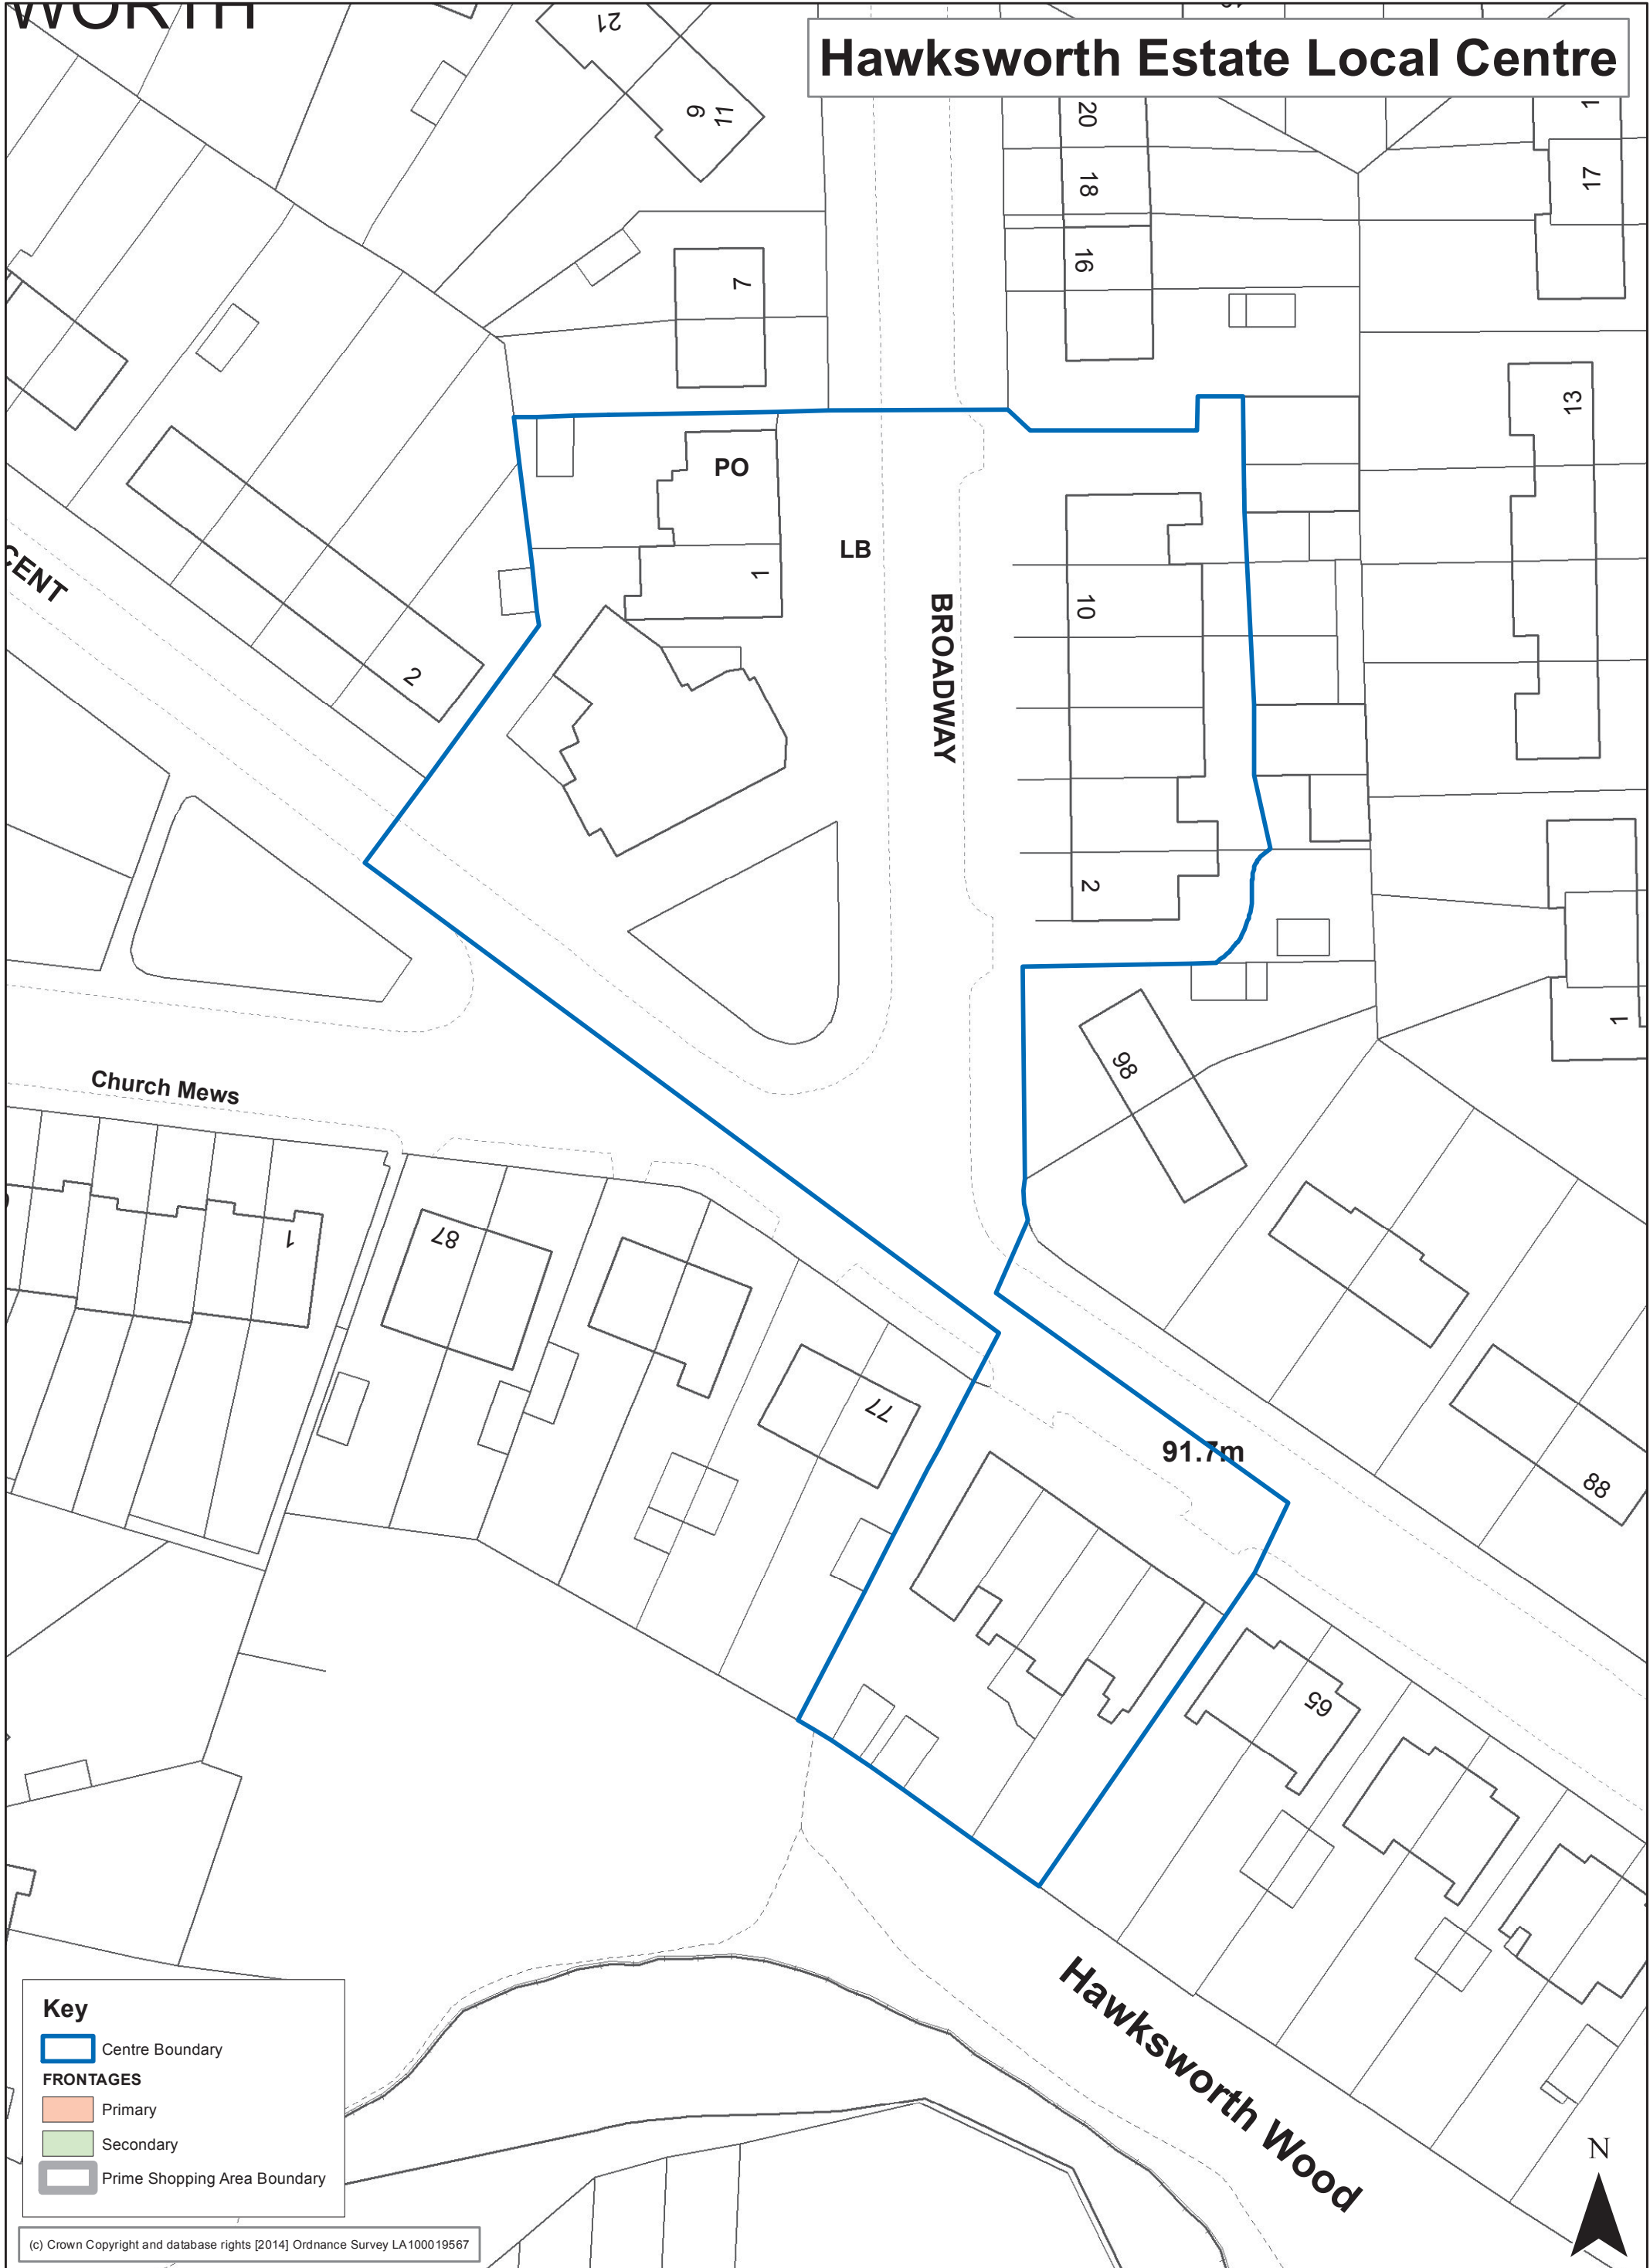 WORTH
Hawksworth Estate Local Centre
21
9
11
20
18
16
17
7
13
PO
LB
1
BROADWAY
10
2
CENT
2
98
1
Church Mews
1
87
77
91.7m
88
65
Hawksworth Wood
Key
Centre Boundary
FRONTAGES
Primary
Secondary
Prime Shopping Area Boundary
N
(c) Crown Copyright and database rights [2014] Ordnance Survey LA100019567